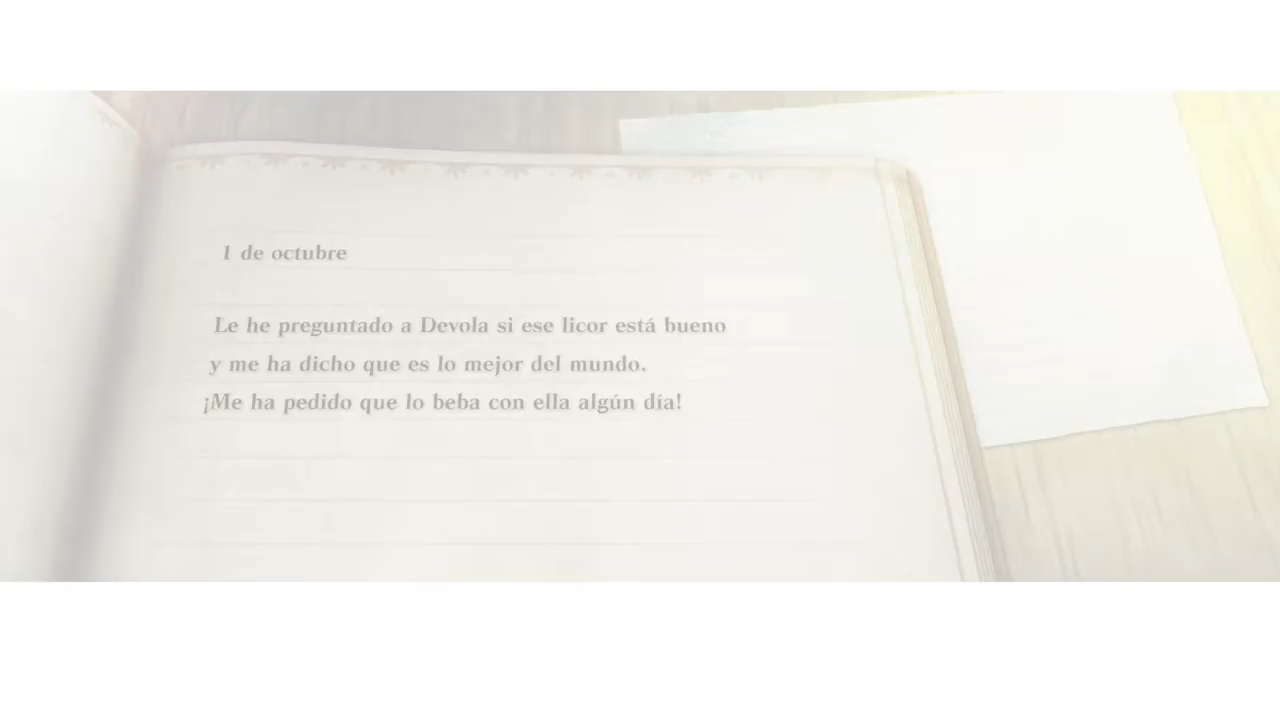 1 de octubre
Le he preguntado a Devola si ese licor está bueno
y me ha dicho que es lo mejor del mundo.
¡Me ha pedido que lo beba con ella algún día!